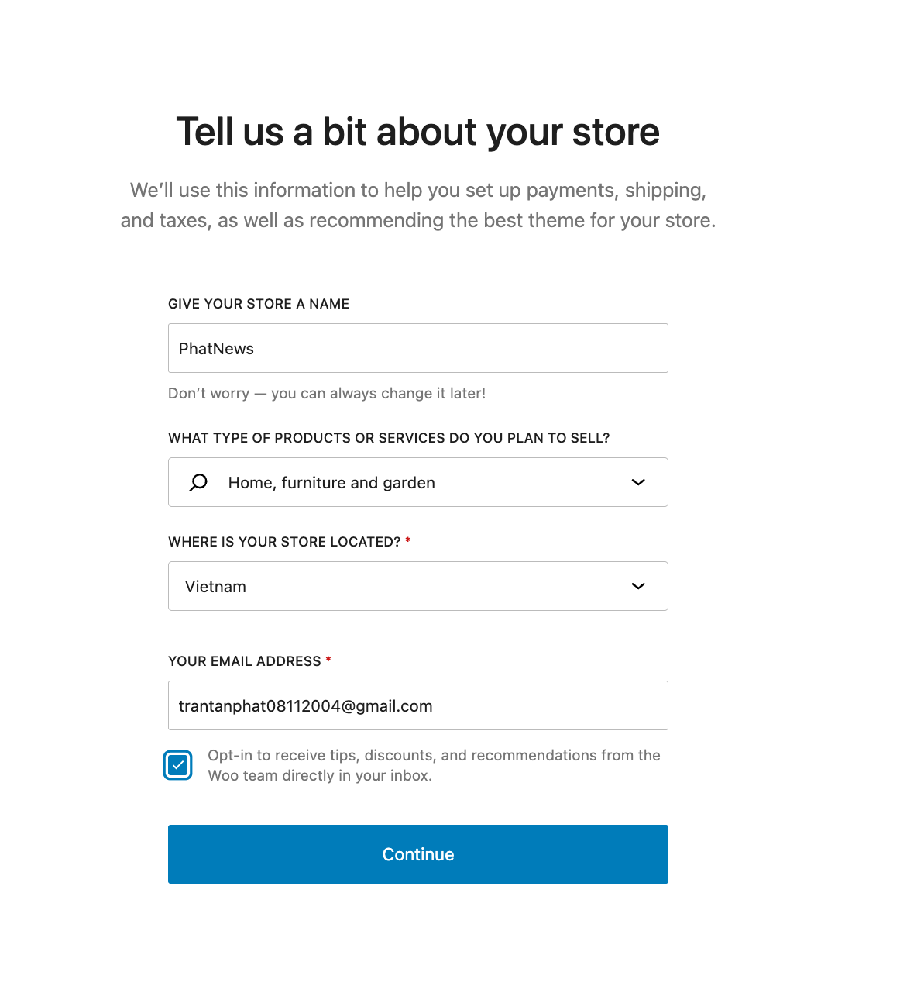 Tell us a bit about your store
We’ll use this information to help you set up payments, shipping,
and taxes, as well as recommending the best theme for your store.
GIVE YOUR STORE A NAME
PhatNews
Don’t worry — you can always change it later!
WHAT TYPE OF PRODUCTS OR SERVICES DO YOU PLAN TO SELL?
Home, furniture and garden
WHERE IS YOUR STORE LOCATED? *
Vietnam
YOUR EMAIL ADDRESS *
trantanphat08112004@gmail.com
Opt-in to receive tips, discounts, and recommendations from the
Woo team directly in your inbox.
Continue